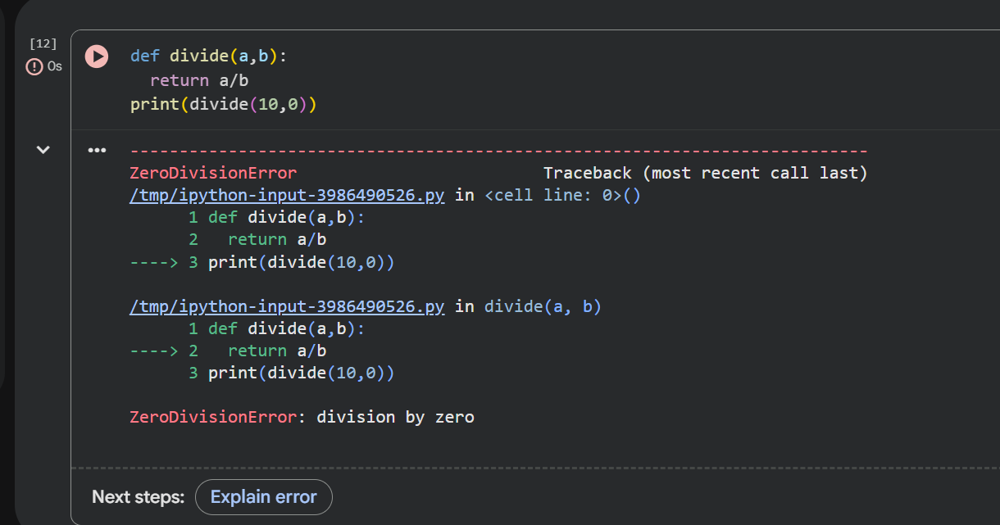 [12]
0s
def divide(a,b):
  return a/b
print(divide(10,0))
---------------------------------------------------------------------------
ZeroDivisionError                         Traceback (most recent call last)
/tmp/ipython-input-3986490526.py in <cell line: 0>()
      1 def divide(a,b):
      2   return a/b
----> 3 print(divide(10,0))

/tmp/ipython-input-3986490526.py in divide(a, b)
      1 def divide(a,b):
----> 2   return a/b
      3 print(divide(10,0))

ZeroDivisionError: division by zero
Next steps: Explain error